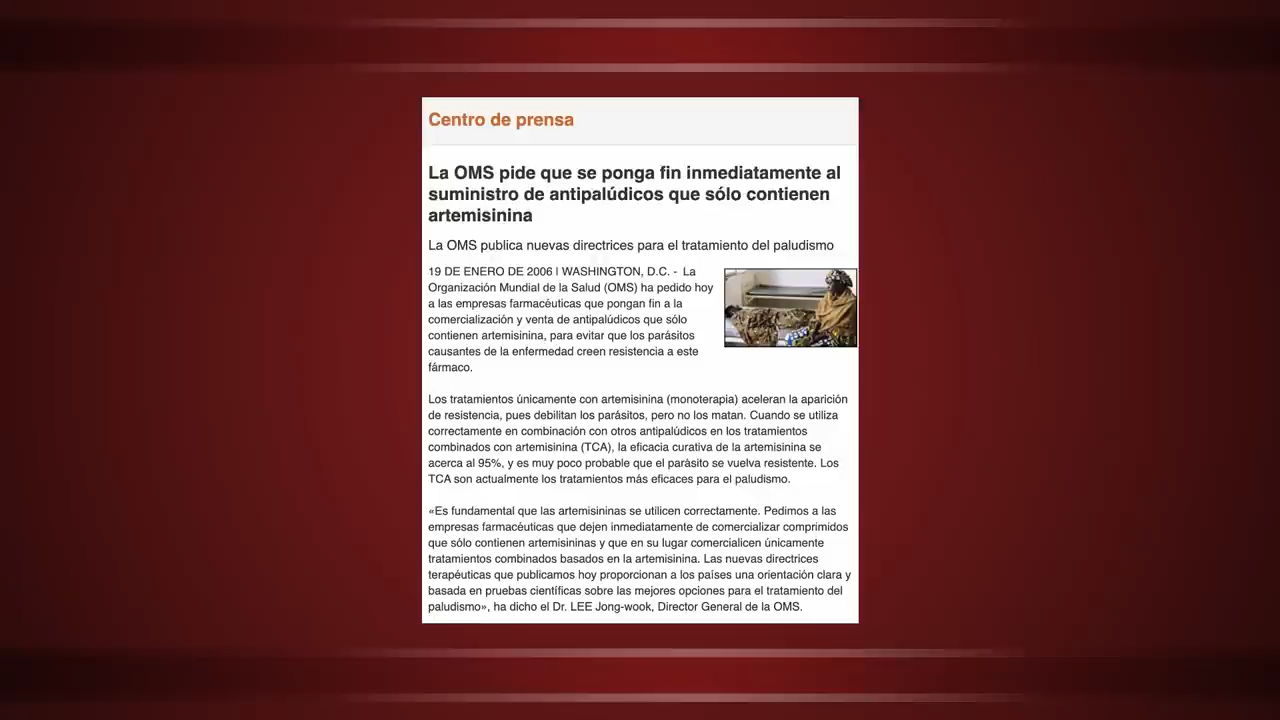 Centro de prensa
La OMS pide que se ponga fin inmediatamente al
suministro de antipalúdicos que sólo contienen
artemisinina
La OMS publica nuevas directrices para el tratamiento del paludismo
19 DE ENERO DE 2006 | WASHINGTON, D.C. - La
Organización Mundial de la Salud (OMS) ha pedido hoy
a las empresas farmacéuticas que pongan fin a la
comercialización y venta de antipalúdicos que sólo
contienen artemisinina, para evitar que los parásitos
causantes de la enfermedad creen resistencia a este
fármaco.
Los tratamientos únicamente con artemisinina (monoterapia) aceleran la aparición
de resistencia, pues debilitan los parásitos, pero no los matan. Cuando se utiliza
correctamente en combinación con otros antipalúdicos en los tratamientos
combinados con artemisinina (TCA), la eficacia curativa de la artemisinina se
acerca al 95%, y es muy poco probable que el parásito se vuelva resistente. Los
TCA son actualmente los tratamientos más eficaces para el paludismo.
«Es fundamental que las artemisininas se utilicen correctamente. Pedimos a las
empresas farmacéuticas que dejen inmediatamente de comercializar comprimidos
que sólo contienen artemisininas y que en su lugar comercialicen únicamente
tratamientos combinados basados en la artemisinina. Las nuevas directrices
terapéuticas que publicamos hoy proporcionan a los países una orientación clara y
basada en pruebas científicas sobre las mejores opciones para el tratamiento del
paludismo», ha dicho el Dr. LEE Jong-wook, Director General de la OMS.